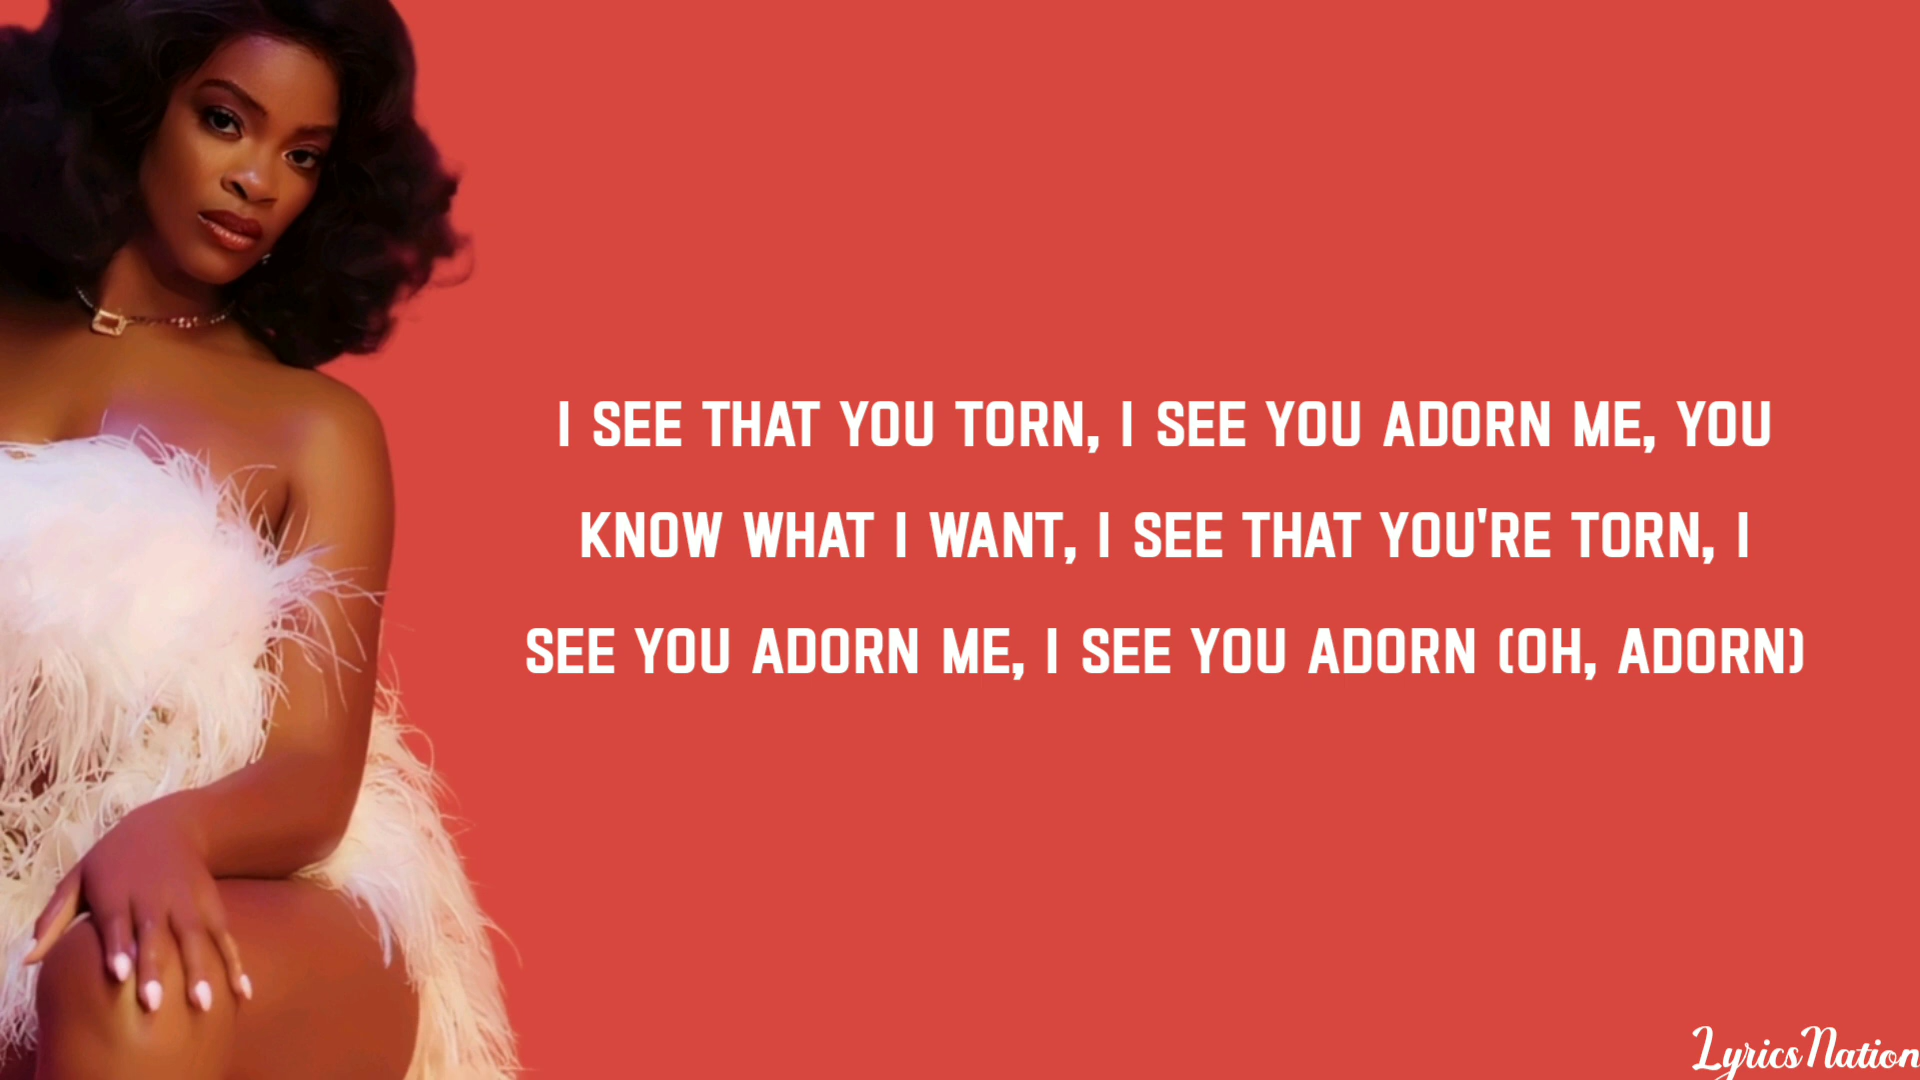 I SEE THAT YOU TORN, I SEE YOU ADORN ME, YOU
KNOW WHAT I WANT, I SEE THAT YOU'RE TORN, I
SEE YOU ADORN ME, I SEE YOU ADORN (OH, ADORN)
LyricsNation